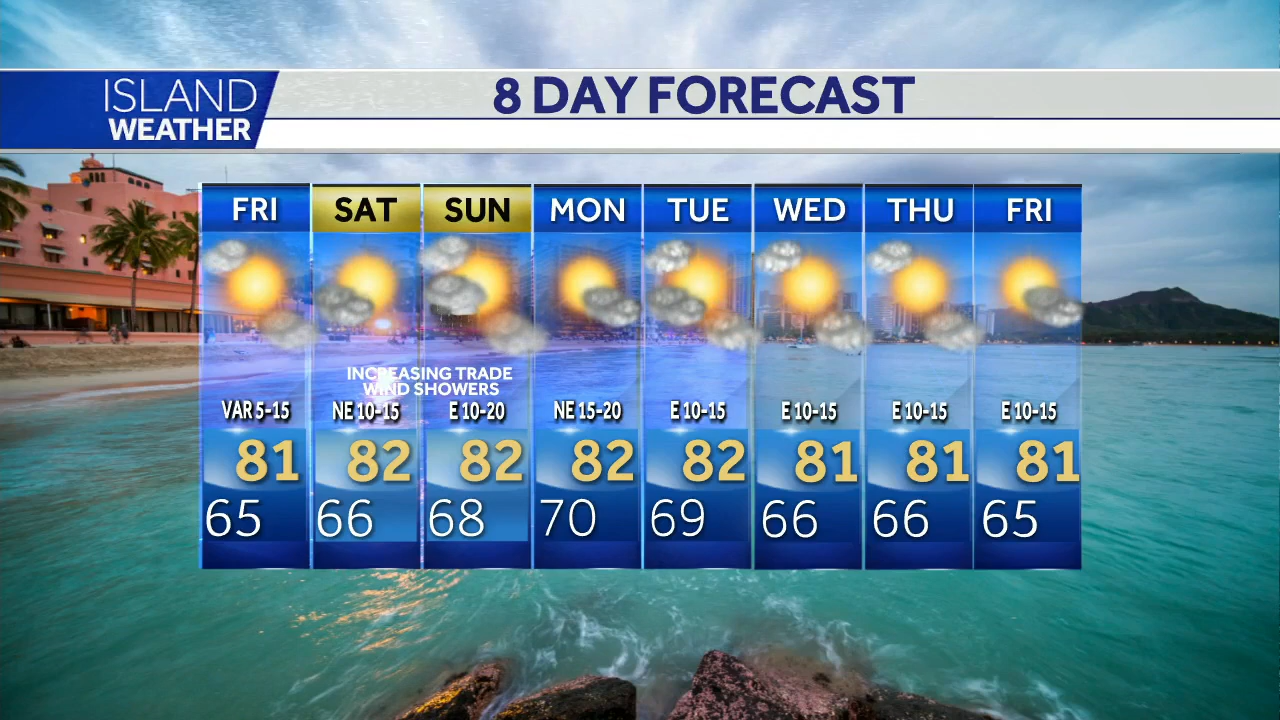 ISLAND
WEATHER
8 DAY FORECAST
FRI SAT SUN MON TUE WED THU FRI
INCREASING TRADE
WIND SHOWERS
VAR 5-15 NE 10-15 E 10-20 NE 15-20 E 10-15 E 10-15 E 10-15 E 10-15
81 82 82 82 82 81 81 81
65 66 68 70 69 66 66 65